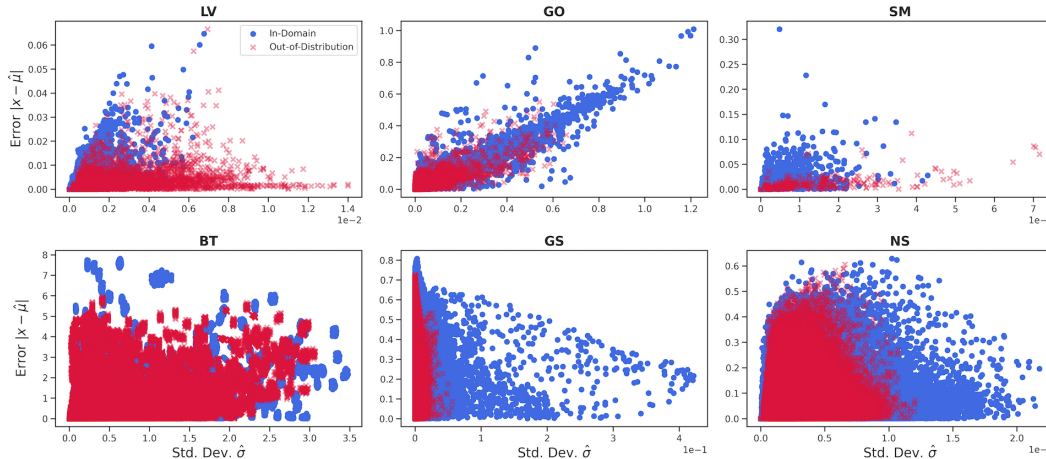 LV
GO
SM
In-Domain
Out-of-Distribution
Error |x − μ̂|
0.06
0.05
0.04
0.03
0.02
0.01
0.00
0.0 0.2 0.4 0.6 0.8 1.0 1.2 1.4
1e−2
1.0
0.8
0.6
0.4
0.2
0.0
0.0 0.2 0.4 0.6 0.8 1.0 1.2
0.30
0.25
0.20
0.15
0.10
0.05
0.00
0 1 2 3 4 5 6 7
BT
GS
NS
Error |x − μ̂|
8
7
6
5
4
3
2
1
0
0.0 0.5 1.0 1.5 2.0 2.5 3.0 3.5
Std. Dev. σ̂
0.8
0.7
0.6
0.5
0.4
0.3
0.2
0.1
0.0
0 1 2 3 4
1e−1
Std. Dev. σ̂
0.6
0.5
0.4
0.3
0.2
0.1
0.0
0.0 0.5 1.0 1.5 2.0
Std. Dev. σ̂